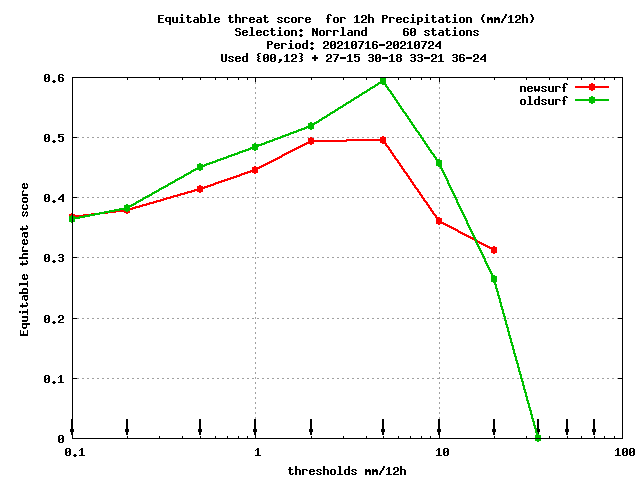 Equitable threat score  for 12h Precipitation (mm/12h)
Selection: Norrland     60 stations
Period: 20210716-20210724
Used {00,12} + 27-15 30-18 33-21 36-24
newsurf
oldsurf
0.6
0.5
0.4
0.3
0.2
0.1
0
Equitable threat score
0.1 1 10 100
thresholds mm/12h